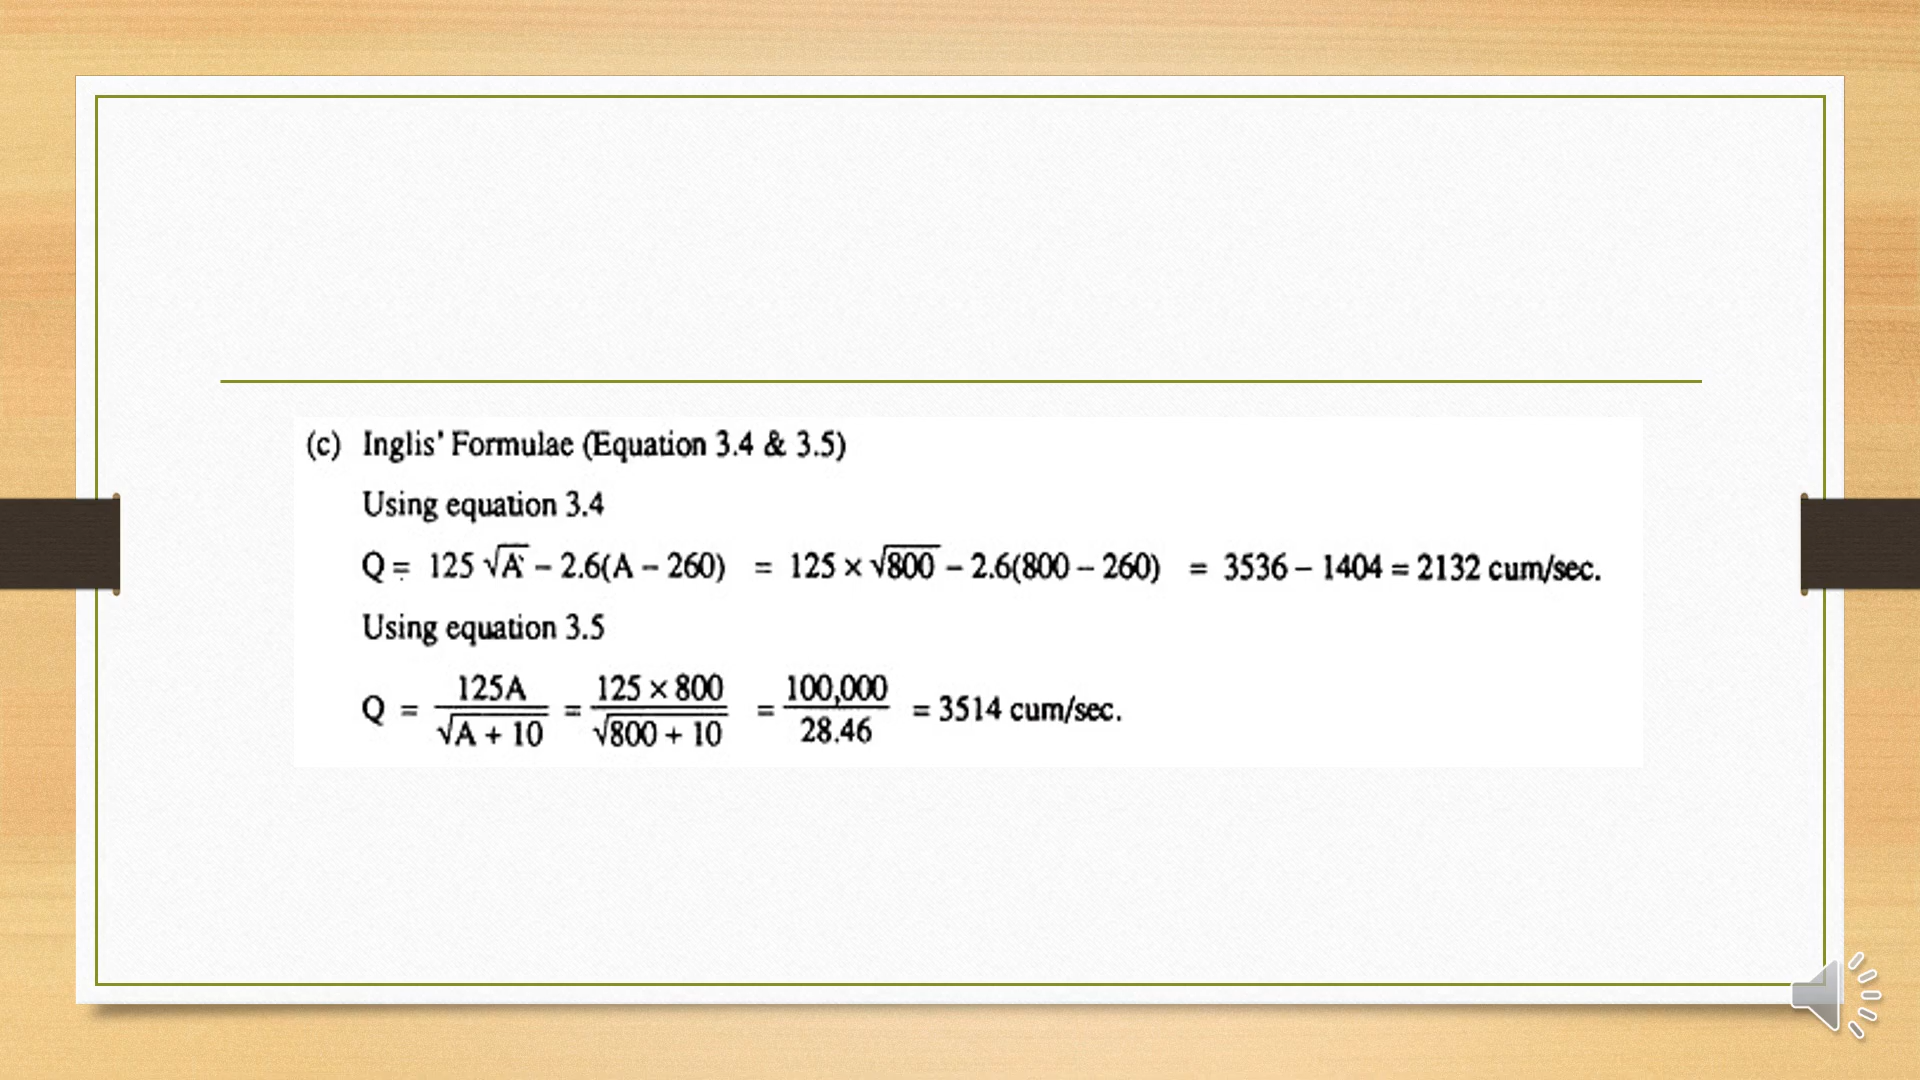 (c) Inglis' Formulae (Equation 3.4 & 3.5)
Using equation 3.4
Q = 125 √A – 2.6(A – 260) = 125 × √800 – 2.6(800 – 260) = 3536 – 1404 = 2132 cum/sec.
Using equation 3.5
Q = 125A / √A + 10 = 125 × 800 / √800 + 10 = 100,000 / 28.46 = 3514 cum/sec.